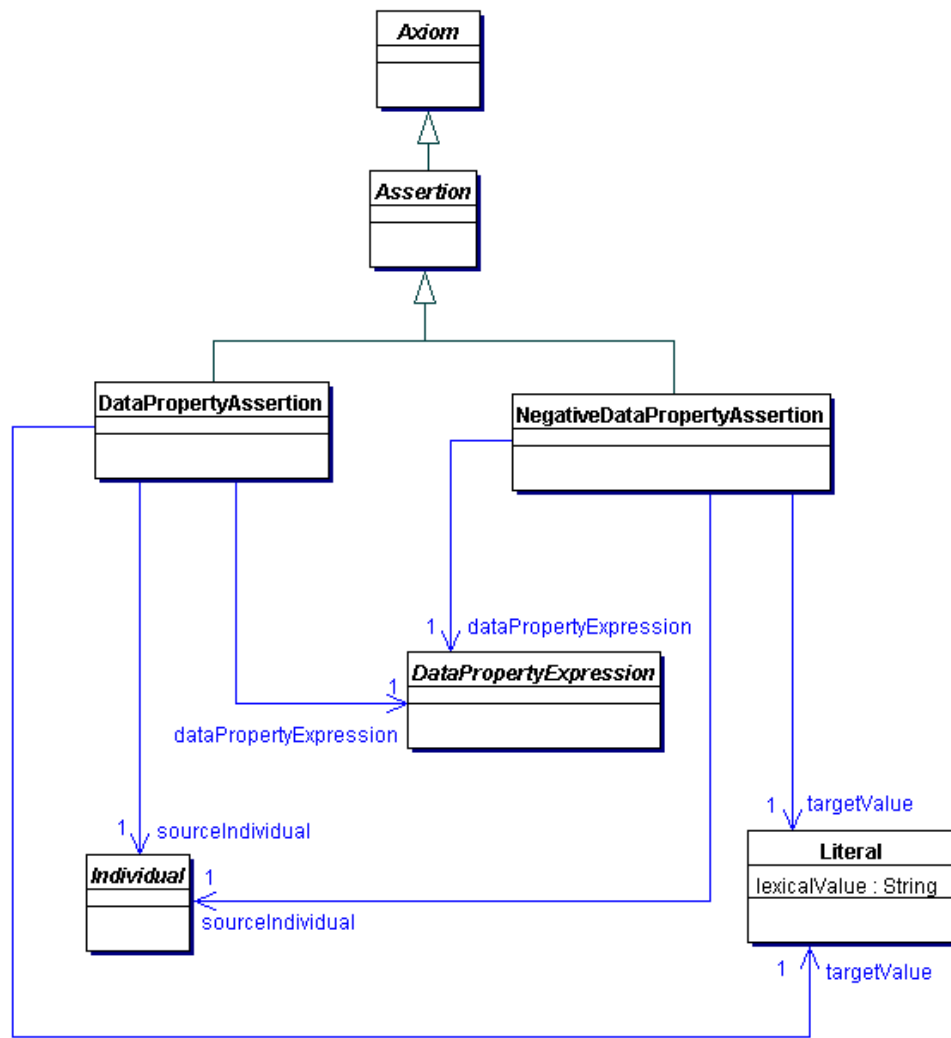 Axiom
Assertion
DataPropertyAssertion
NegativeDataPropertyAssertion
1 dataPropertyExpression
DataPropertyExpression
1
dataPropertyExpression
1 targetValue
1 sourceIndividual
Literal
lexicalValue : String
Individual
1
sourceIndividual
1 targetValue